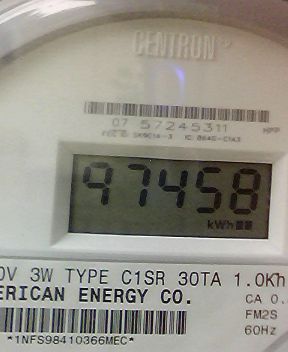 CENTRON
07 57245311
97458
kWh
0V 3W TYPE C1SR 30TA 1.0Kh
ERICAN ENERGY CO. CA 0.
FM2S
60Hz
*1NFS98410366MEC*